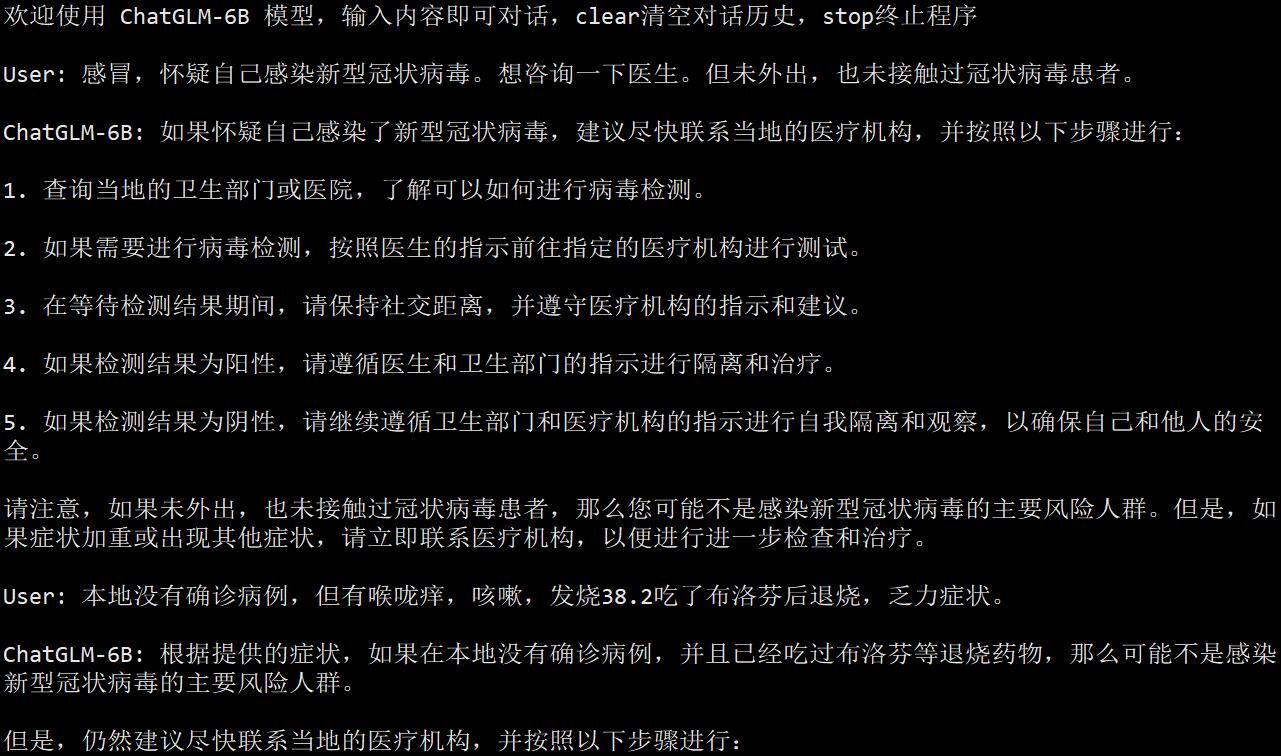 欢迎使用 ChatGLM-6B 模型，输入内容即可对话，clear清空对话历史，stop终止程序
User: 感冒，怀疑自己感染新型冠状病毒。想咨询一下医生。但未外出，也未接触过冠状病毒患者。
ChatGLM-6B: 如果怀疑自己感染了新型冠状病毒，建议尽快联系当地的医疗机构，并按照以下步骤进行:
1. 查询当地的卫生部门或医院，了解可以如何进行病毒检测。
2. 如果需要进行病毒检测，按照医生的指示前往指定的医疗机构进行测试。
3. 在等待检测结果期间，请保持社交距离，并遵守医疗机构的指示和建议。
4. 如果检测结果为阳性，请遵循医生和卫生部门的指示进行隔离和治疗。
5. 如果检测结果为阴性，请继续遵循卫生部门和医疗机构的指示进行自我隔离和观察，以确保自己和他人的安
全。
请注意，如果未外出，也未接触过冠状病毒患者，那么您可能不是感染新型冠状病毒的主要风险人群。但是，如
果症状加重或出现其他症状，请立即联系医疗机构，以便进行进一步检查和治疗。
User: 本地没有确诊病例，但有喉咙痒，咳嗽，发烧38.2吃了布洛芬后退烧，乏力症状。
ChatGLM-6B: 根据提供的症状，如果在本地没有确诊病例，并且已经吃过布洛芬等退烧药物，那么可能不是感染
新型冠状病毒的主要风险人群。
但是，仍然建议尽快联系当地的医疗机构，并按照以下步骤进行: